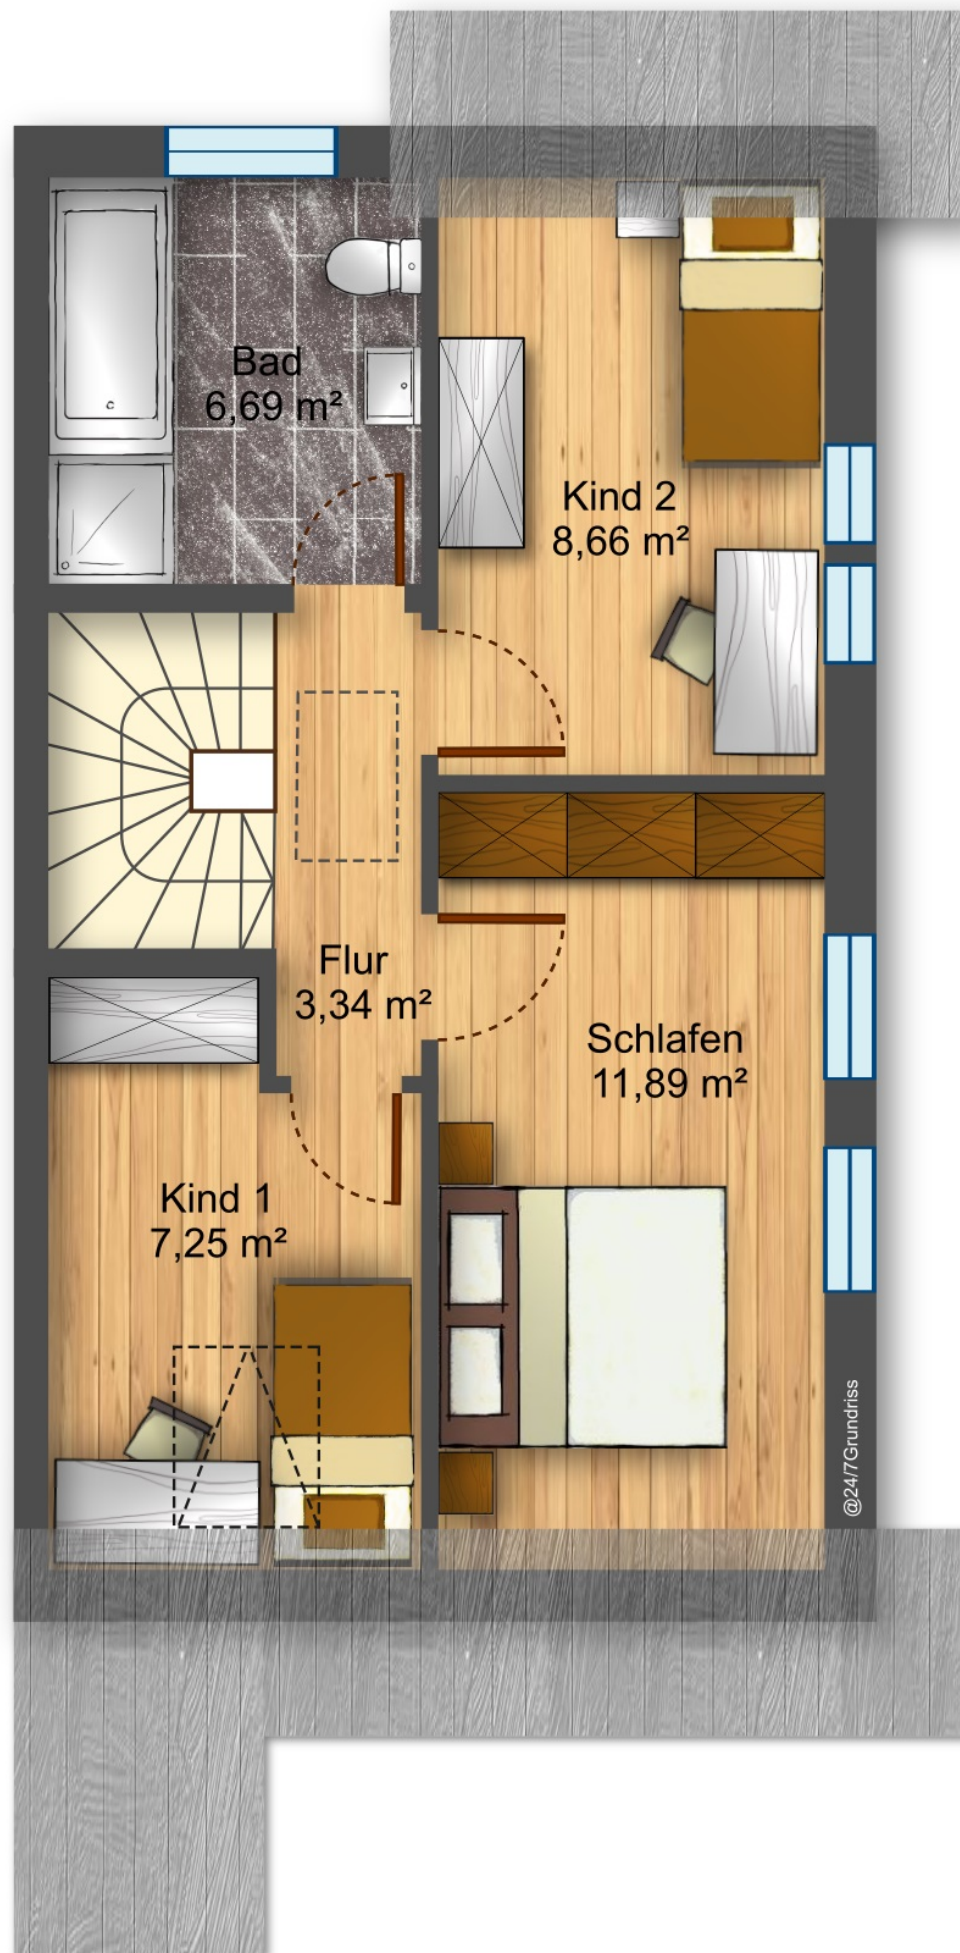 Bad
6,69 m²
Kind 2
8,66 m²
Flur
3,34 m²
Schlafen
11,89 m²
Kind 1
7,25 m²
@24/7Grundriss